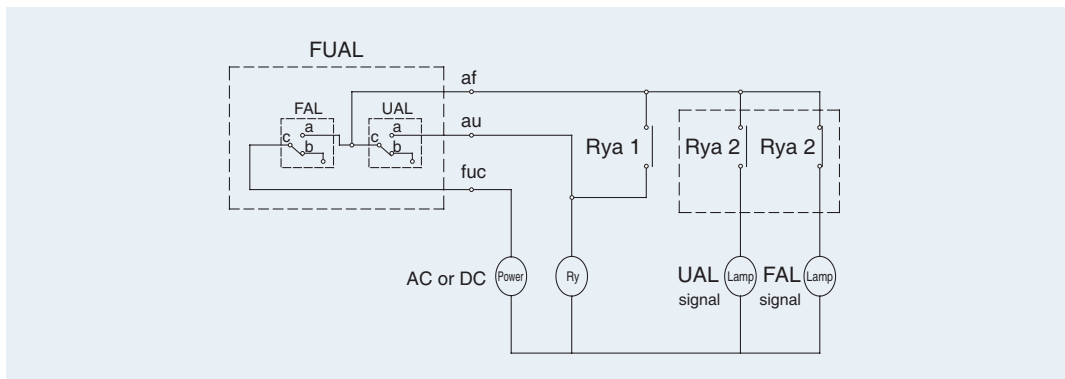 FUAL
af
FAL
UAL
a
c
b
a
c
b
au
Rya 1
Rya 2
Rya 2
fuc
AC or DC
Power
Ry
UAL
signal
Lamp
FAL
signal
Lamp